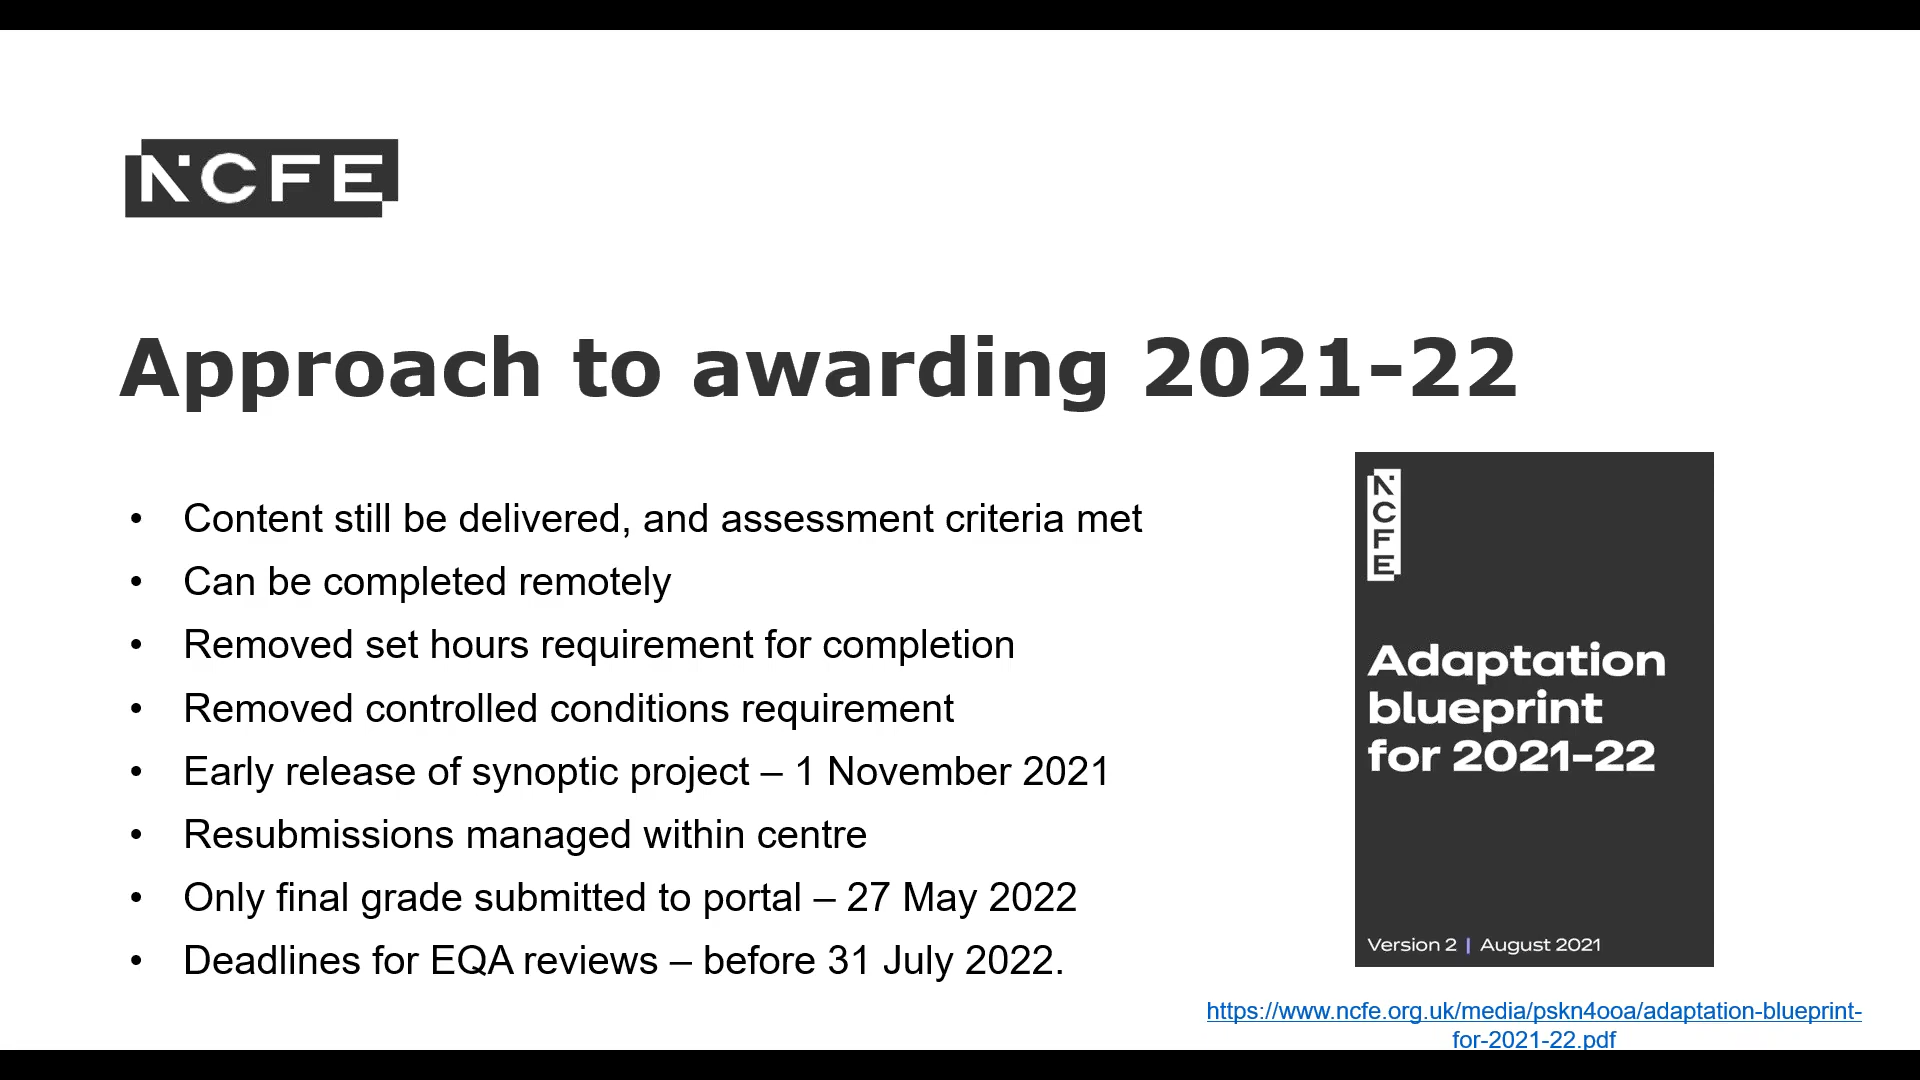 NCFE
Approach to awarding 2021-22
• Content still be delivered, and assessment criteria met
• Can be completed remotely
• Removed set hours requirement for completion
• Removed controlled conditions requirement
• Early release of synoptic project – 1 November 2021
• Resubmissions managed within centre
• Only final grade submitted to portal – 27 May 2022
• Deadlines for EQA reviews – before 31 July 2022.
NCFE
Adaptation
blueprint
for 2021-22
Version 2 | August 2021
https://www.ncfe.org.uk/media/pskn4ooa/adaptation-blueprint-
for-2021-22.pdf